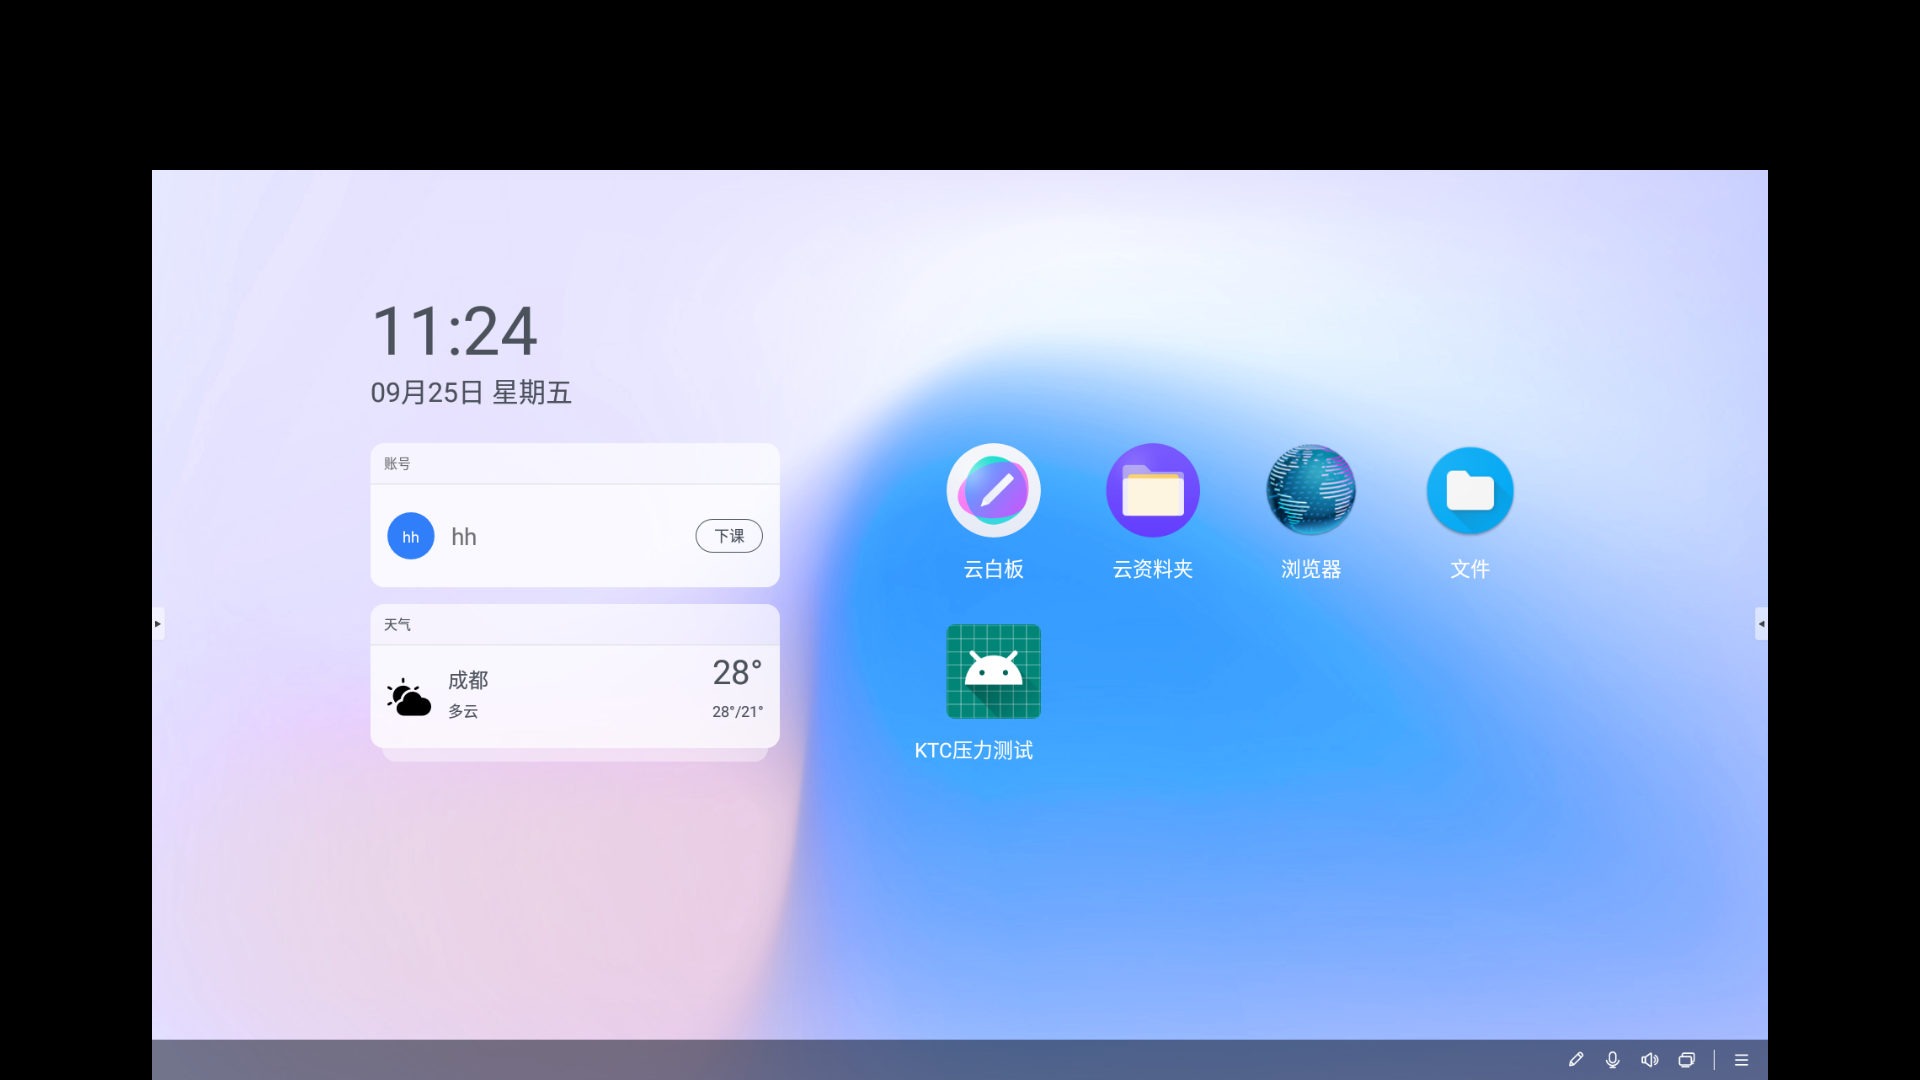 11:24
09月25日 星期五
账号
hh
hh
下课
天气
成都
28°
多云
28°/21°
云白板
云资料夹
浏览器
文件
KTC压力测试